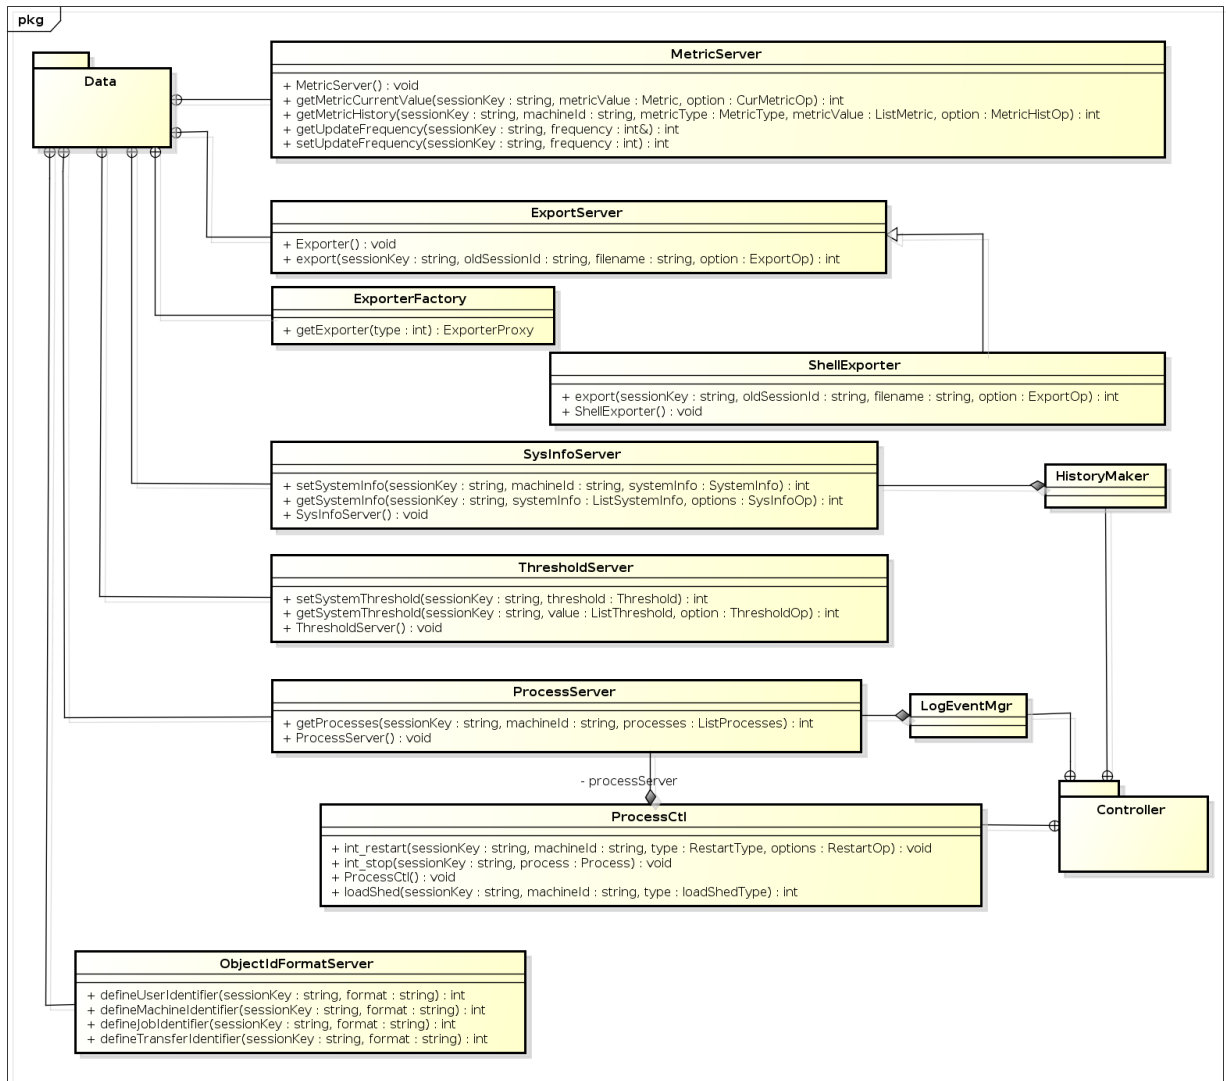 pkg
Data
MetricServer
+ MetricServer() : void
+ getMetricCurrentValue(sessionKey : string, metricValue : Metric, option : CurMetricOp) : int
+ getMetricHistory(sessionKey : string, machineId : string, metricType : MetricType, metricValue : ListMetric, option : MetricHistOp) : int
+ getUpdateFrequency(sessionKey : string, frequency : int&) : int
+ setUpdateFrequency(sessionKey : string, frequency : int) : int
ExportServer
+ Exporter() : void
+ export(sessionKey : string, oldSessionId : string, filename : string, option : ExportOp) : int
ExporterFactory
+ getExporter(type : int) : ExporterProxy
ShellExporter
+ export(sessionKey : string, oldSessionId : string, filename : string, option : ExportOp) : int
+ ShellExporter() : void
SysInfoServer
+ setSystemInfo(sessionKey : string, machineId : string, systemInfo : SystemInfo) : int
+ getSystemInfo(sessionKey : string, systemInfo : ListSystemInfo, options : SysInfoOp) : int
+ SysInfoServer() : void
HistoryMaker
ThresholdServer
+ setSystemThreshold(sessionKey : string, threshold : Threshold) : int
+ getSystemThreshold(sessionKey : string, value : ListThreshold, option : ThresholdOp) : int
+ ThresholdServer() : void
ProcessServer
+ getProcesses(sessionKey : string, machineId : string, processes : ListProcesses) : int
+ ProcessServer() : void
LogEventMgr
- processServer
ProcessCtl
+ int_restart(sessionKey : string, machineId : string, type : RestartType, options : RestartOp) : void
+ int_stop(sessionKey : string, process : Process) : void
+ ProcessCtl() : void
+ loadShed(sessionKey : string, machineId : string, type : loadShedType) : int
Controller
ObjectIdFormatServer
+ defineUserIdentifier(sessionKey : string, format : string) : int
+ defineMachineIdentifier(sessionKey : string, format : string) : int
+ defineJobIdentifier(sessionKey : string, format : string) : int
+ defineTransferIdentifier(sessionKey : string, format : string) : int